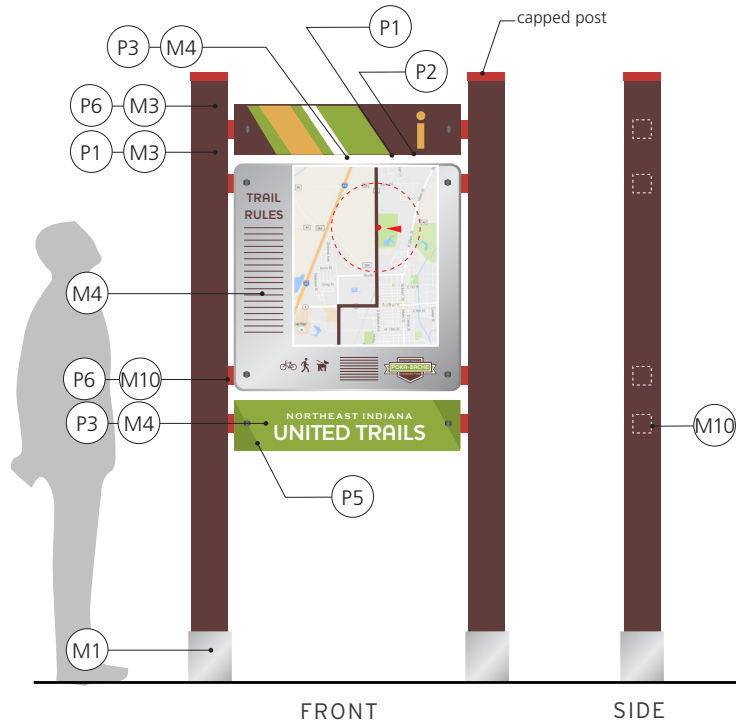 P1
capped post
P3
M4
P2
P6
M3
P1
M3
i
TRAIL
RULES
M4
P6
M10
POKA-BACHE
P3
M4
NORTHEAST INDIANA
UNITED TRAILS
M10
P5
M1
FRONT
SIDE